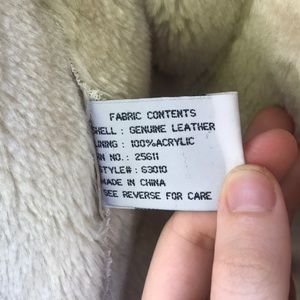 FABRIC CONTENTS
SHELL : GENUINE LEATHER
LINING : 100%ACRYLIC
RN NO.: 25611
STYLE#: 63010
MADE IN CHINA
SEE REVERSE FOR CARE